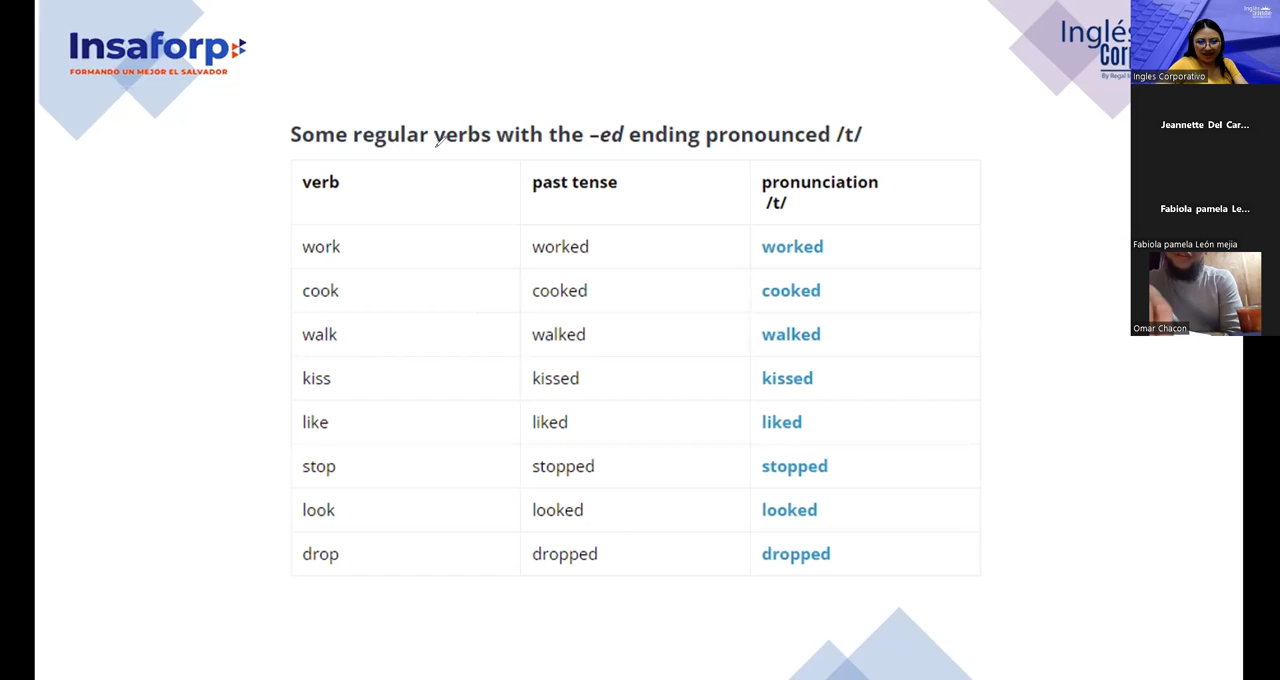 Insaforp
FORMANDO UN MEJOR EL SALVADOR
Inglés
Some regular verbs with the –ed ending pronounced /t/
verb past tense pronunciation /t/
work worked worked
cook cooked cooked
walk walked walked
kiss kissed kissed
like liked liked
stop stopped stopped
look looked looked
drop dropped dropped
Ingles Corporativo
Jeannette Del Car...
Fabiola pamela Le...
Fabiola pamela León mejia
Omar Chacon